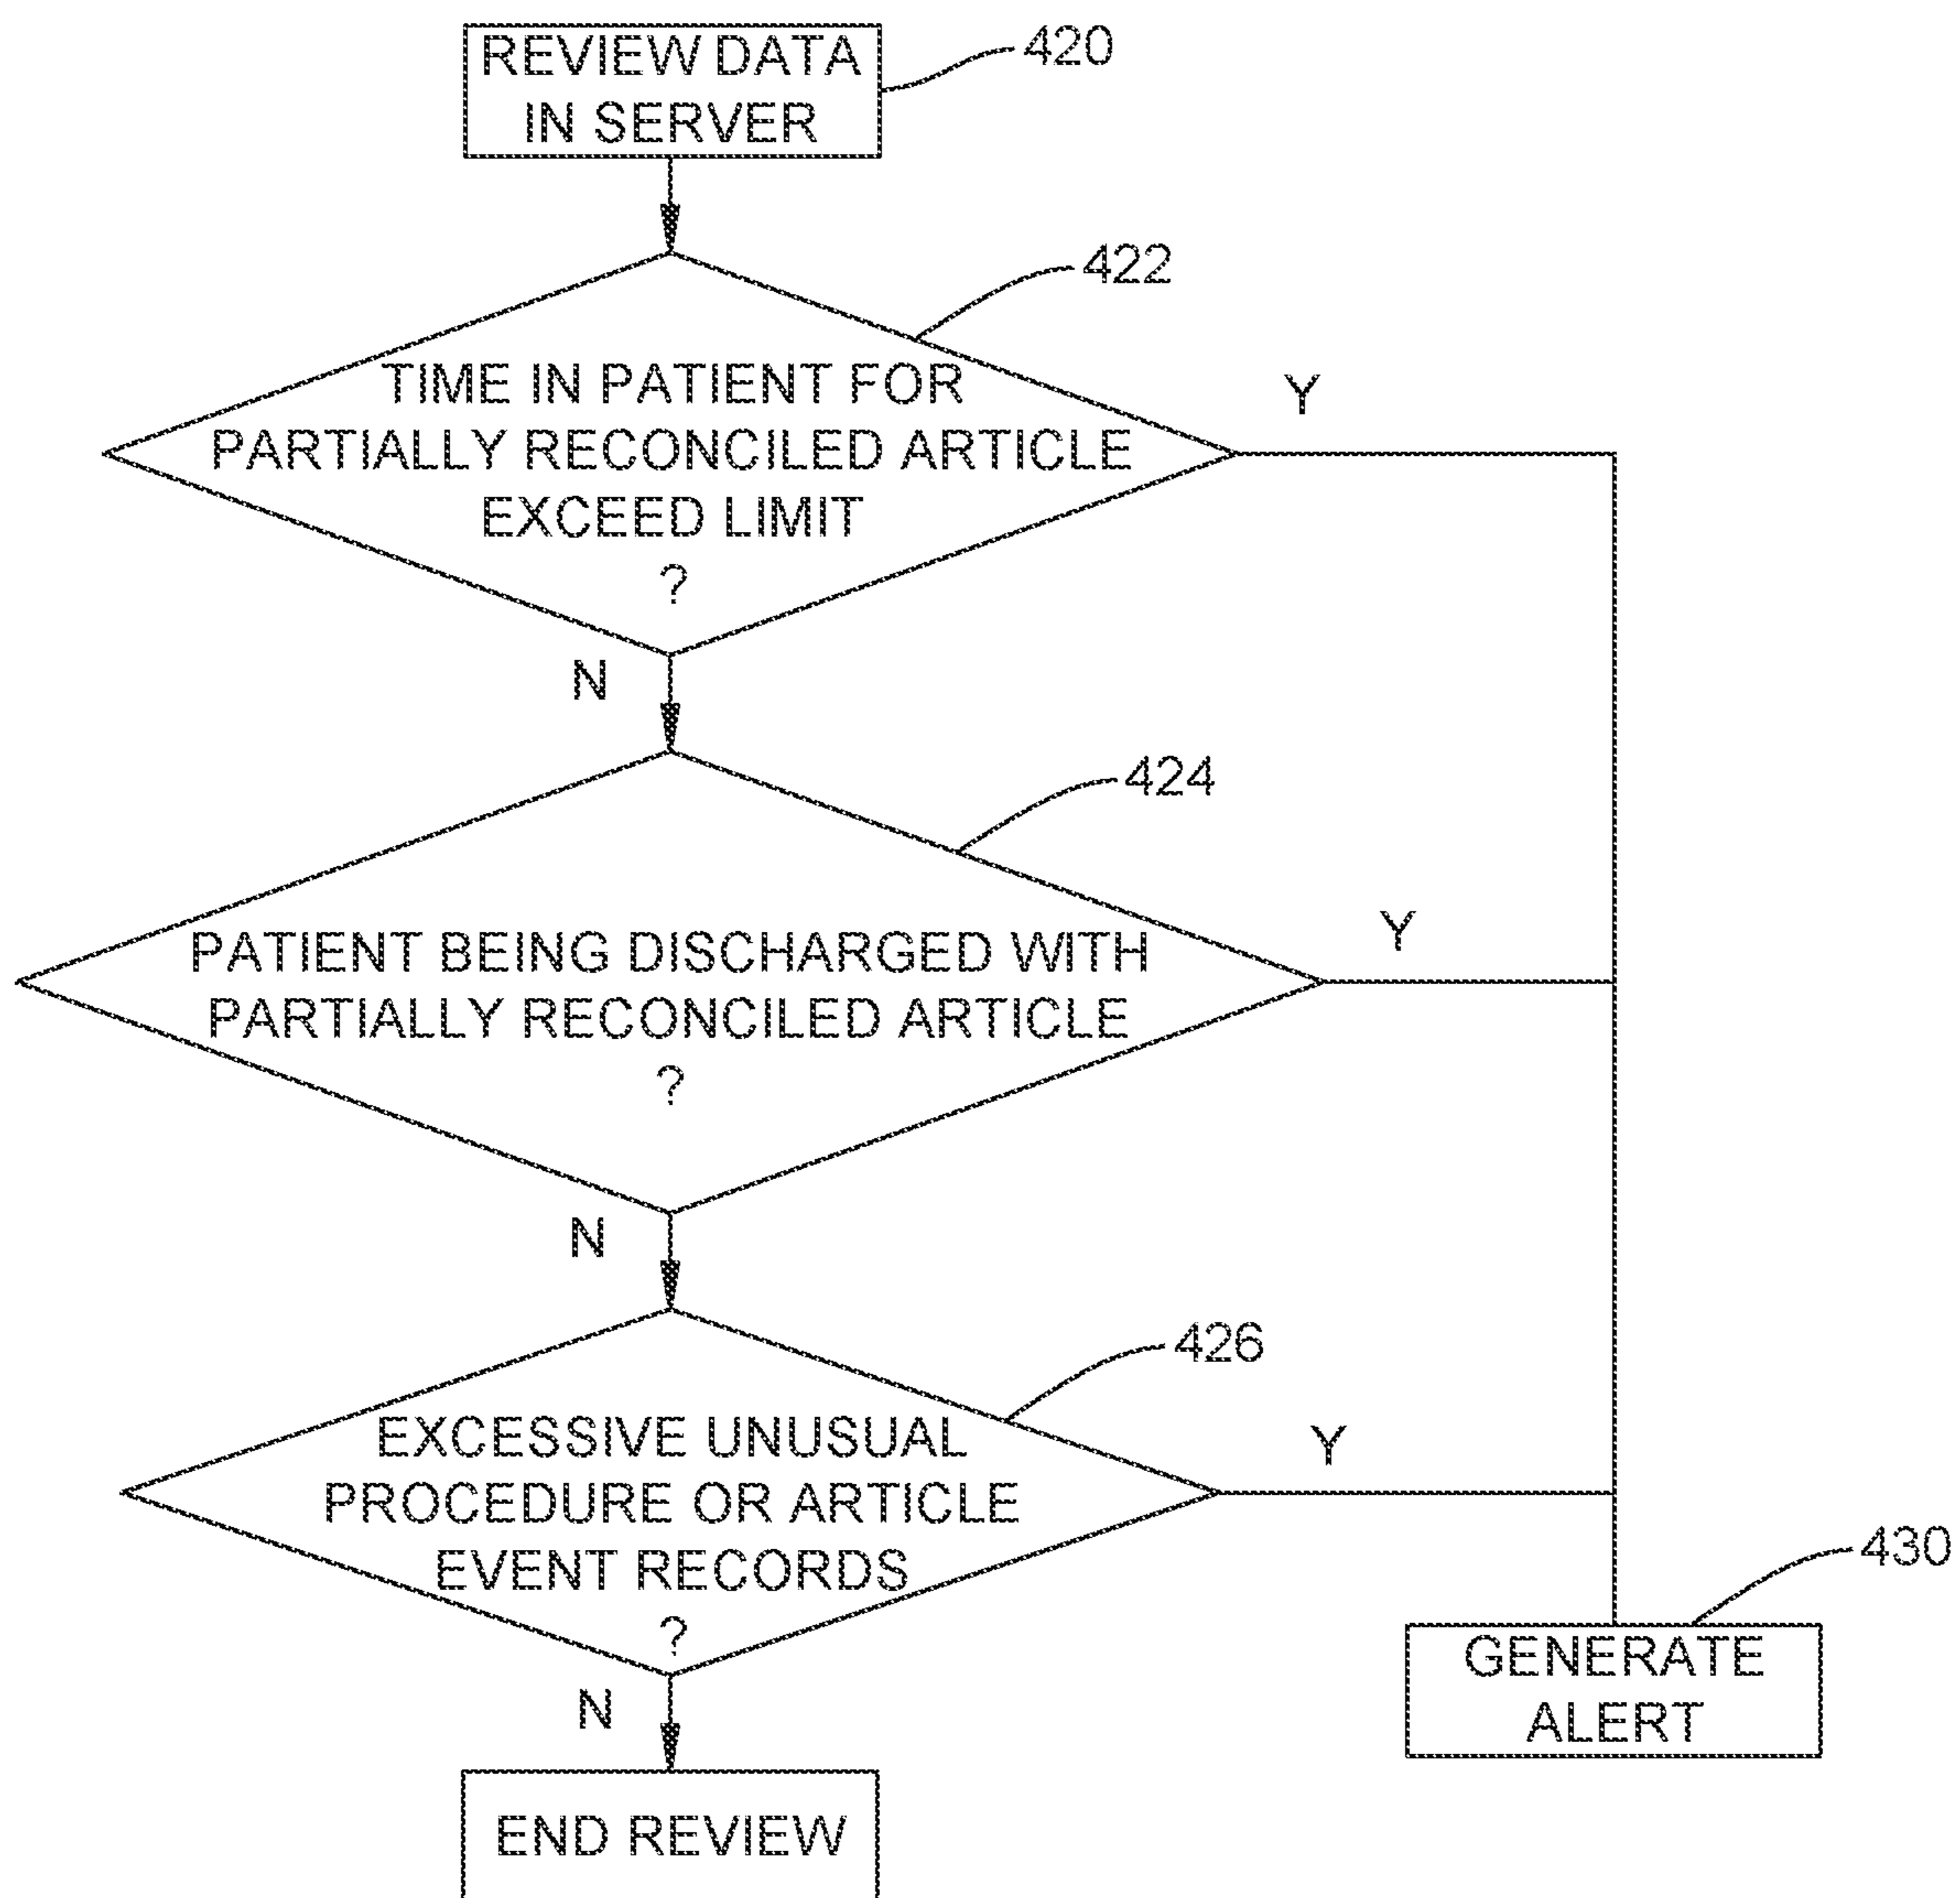 REVIEW DATA
IN SERVER
420
422
TIME IN PATIENT FOR
PARTIALLY RECONCILED ARTICLE
EXCEED LIMIT
?
Y
N
424
PATIENT BEING DISCHARGED WITH
PARTIALLY RECONCILED ARTICLE
?
Y
N
426
EXCESSIVE UNUSUAL
PROCEDURE OR ARTICLE
EVENT RECORDS
?
Y
N
430
GENERATE
ALERT
END REVIEW